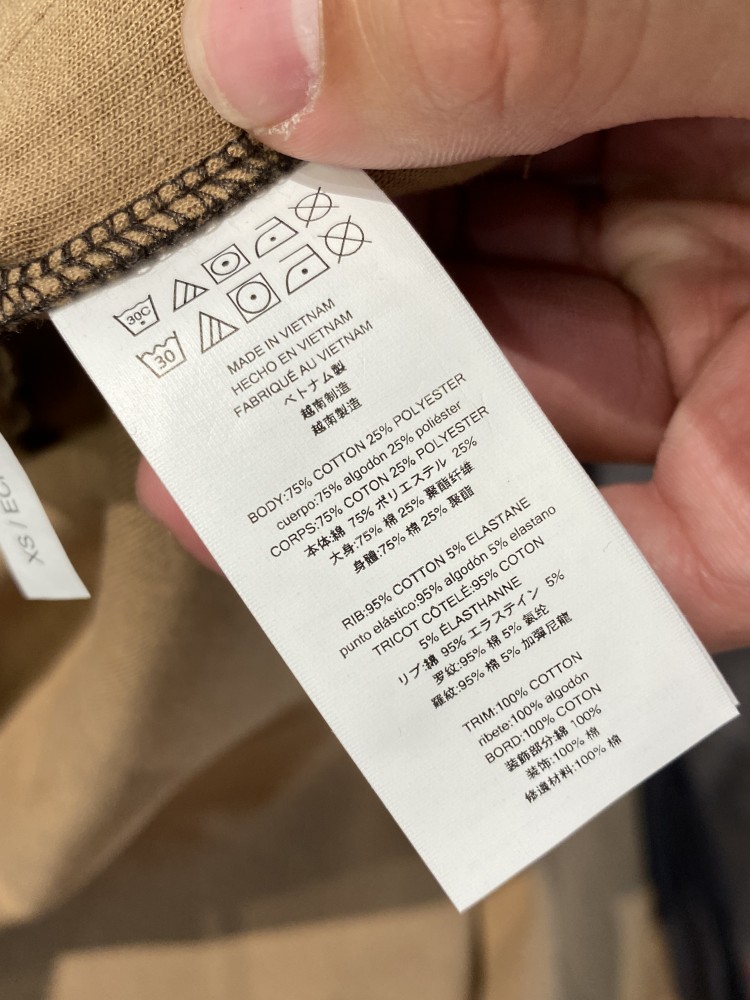 30C
30
MADE IN VIETNAM
HECHO EN VIETNAM
FABRIQUÉ AU VIETNAM
ベトナム製
越南制造
越南製造
BODY:75% COTTON 25% POLYESTER
cuerpo:75% algodón 25% poliéster
CORPS:75% COTON 25% POLYESTER
本体:綿 75% ポリエステル 25%
大身:75% 棉 25% 聚酯纤维
身體:75% 棉 25% 聚酯
RIB:95% COTTON 5% ELASTANE
punto elástico:95% algodón 5% elastano
TRICOT CÔTELÉ:95% COTON
5% ÉLASTHANNE
リブ:綿 95% エラスティン 5%
罗纹:95% 棉 5% 氨纶
羅紋:95% 棉 5% 加彈尼龍
TRIM:100% COTTON
ribete:100% algodón
BORD:100% COTON
装飾部分:綿 100%
装饰:100% 棉
修邊材料:100% 棉
XS / EC